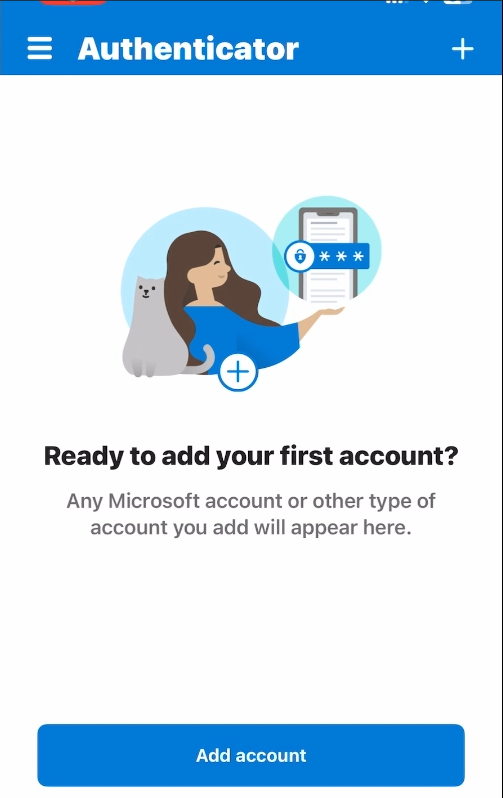 Authenticator
***
Ready to add your first account?
Any Microsoft account or other type of
account you add will appear here.
Add account